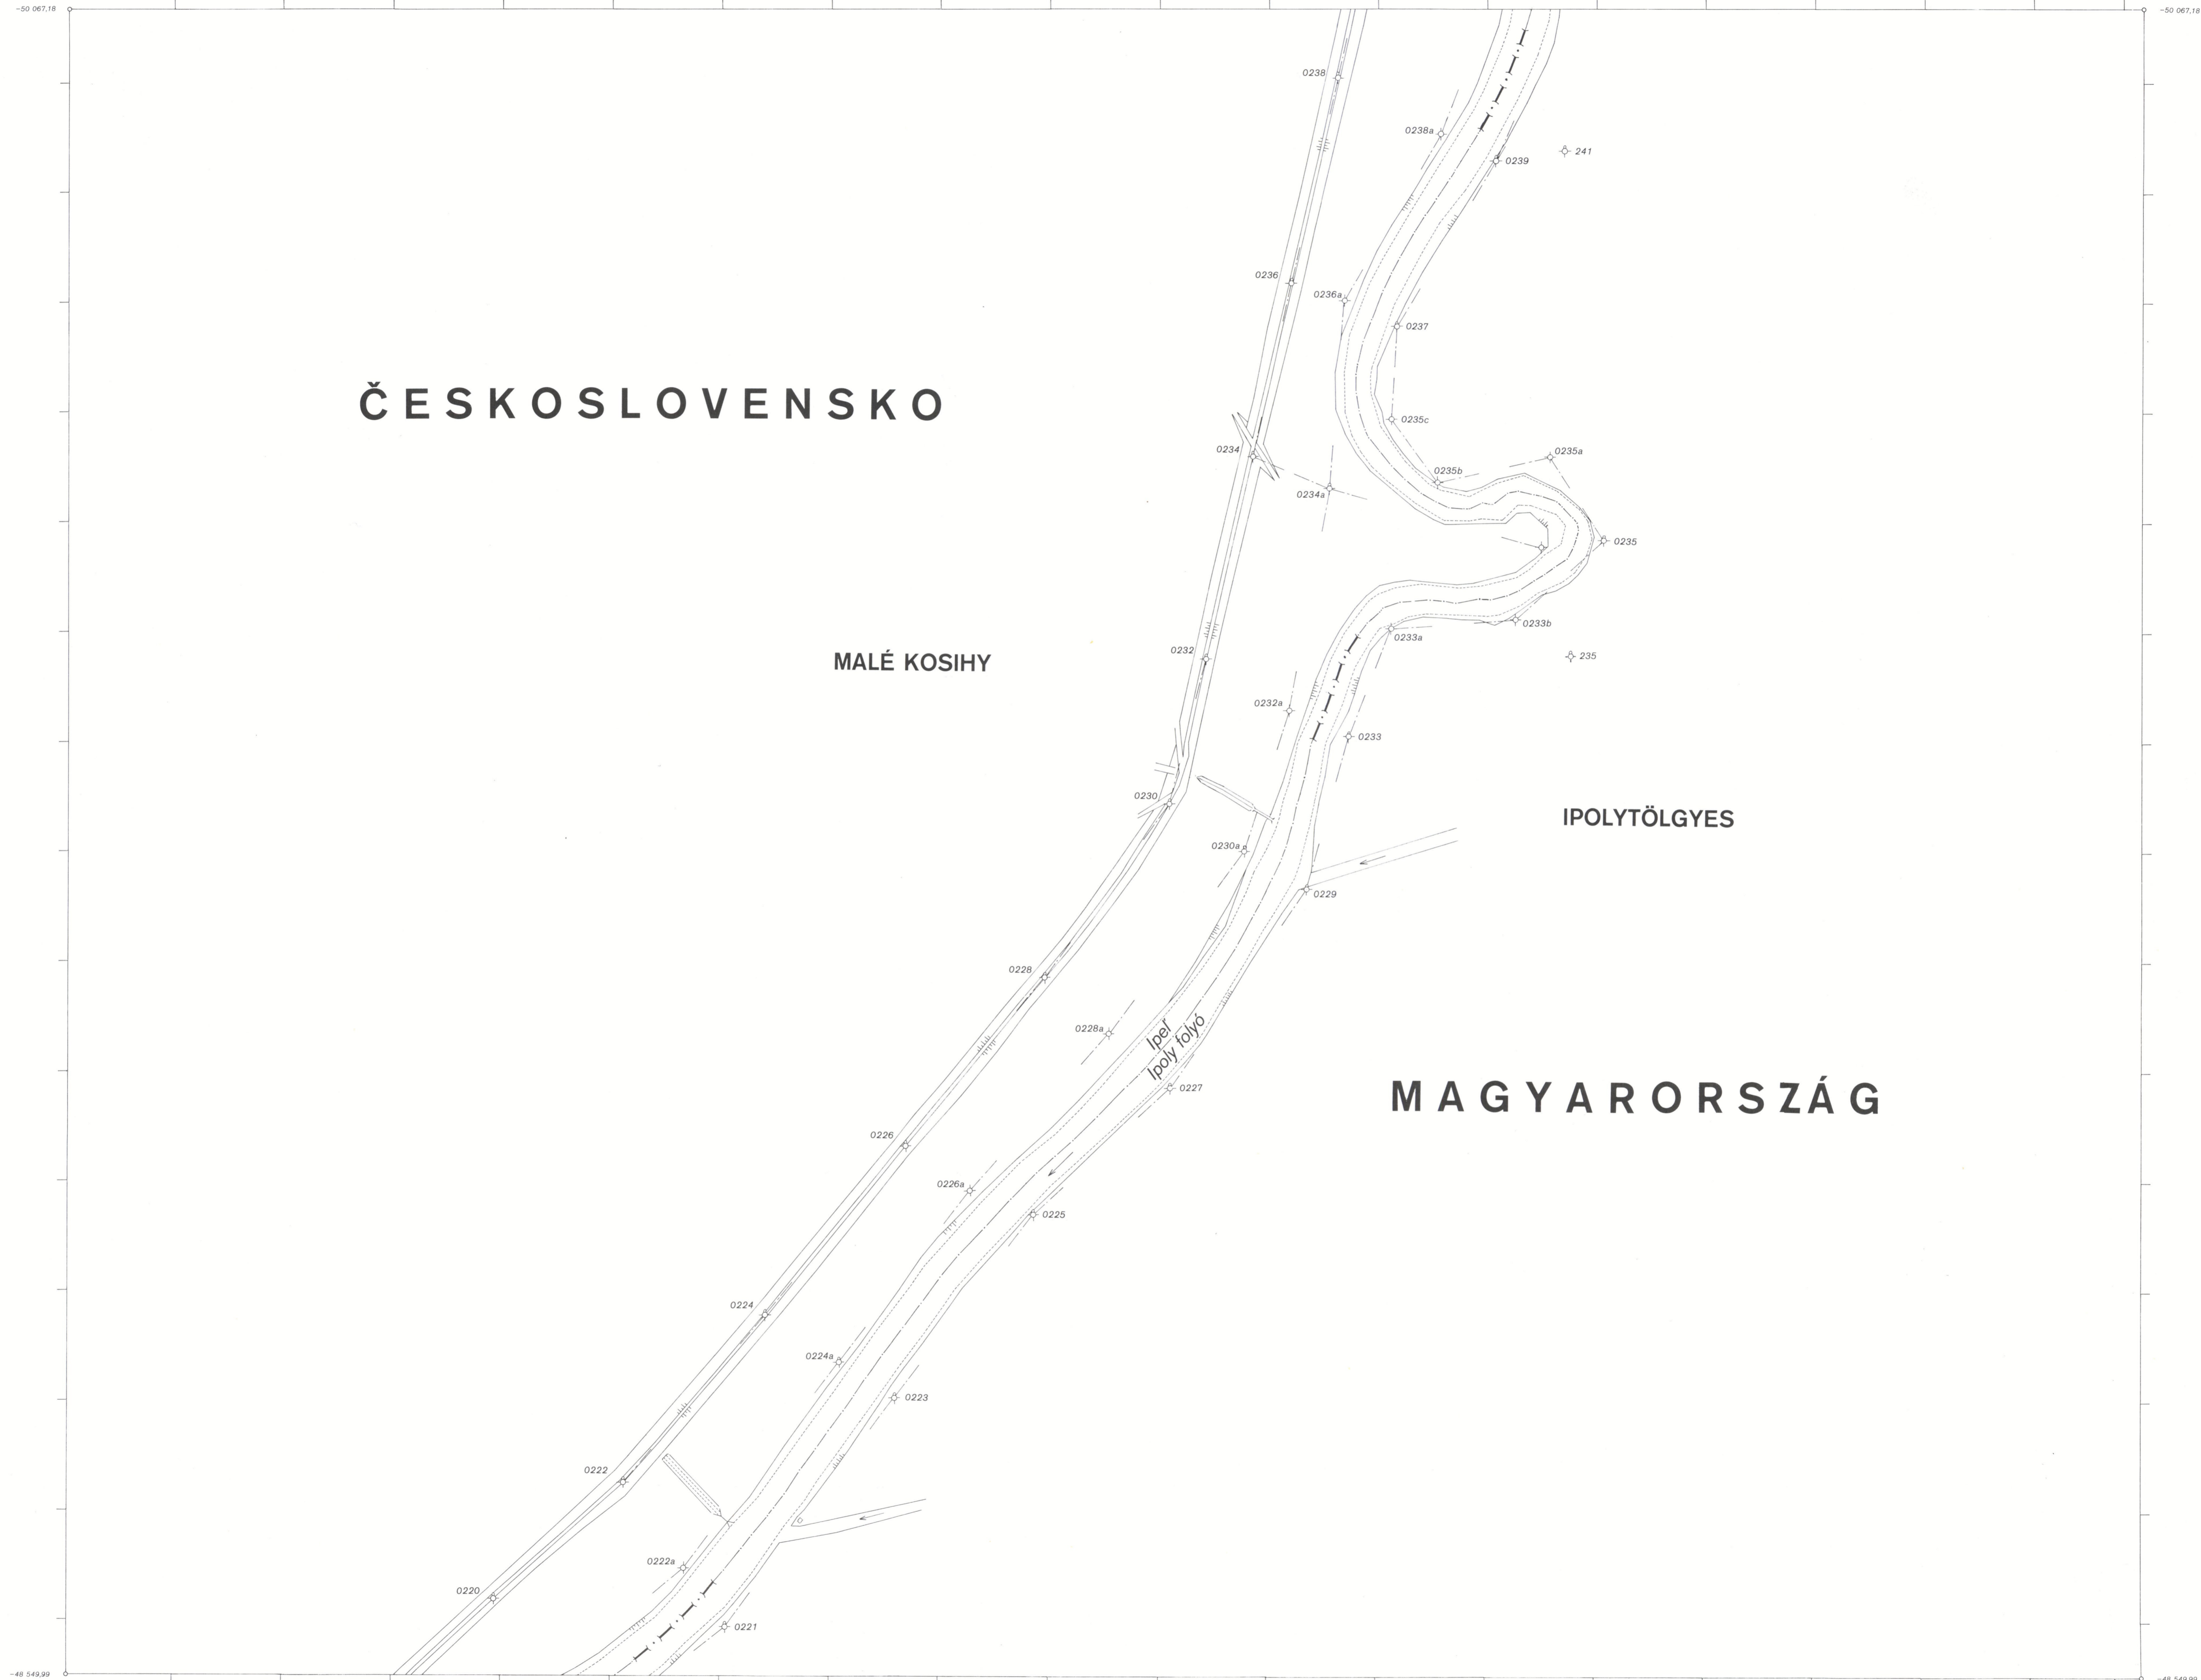 -50 067,18
-50 067,18
0238
0238a
241
0239
0236
0236a
0237
ČESKOSLOVENSKO
0235c
0234
0235a
0235b
0234a
0235
0233b
0233a
MALÉ KOSIHY
0232
235
0232a
0233
0230
IPOLYTÖLGYES
0230a
0229
0228
0228a
Ipeľ
Ipoly folyó
0227
MAGYARORSZÁG
0226
0226a
0225
0224
0224a
0223
0222
0222a
0220
0221
-48 549,99
-48 549,99